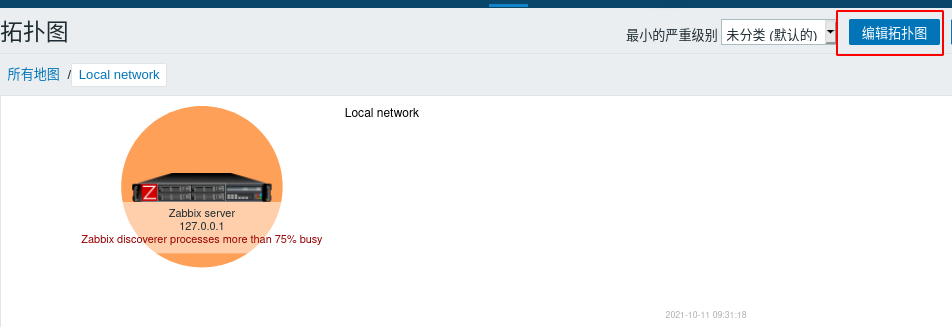 拓扑图
最小的严重级别 未分类 (默认的) 编辑拓扑图
所有地图 / Local network
Local network
Z
Zabbix server
127.0.0.1
Zabbix discoverer processes more than 75% busy
2021-10-11 09:31:18